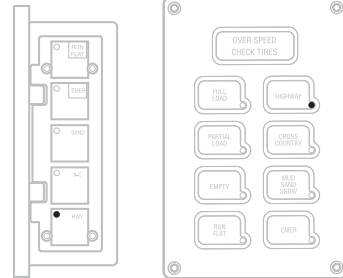 RUN
FLAT
EMER
SAND
X-C
HWY
OVER SPEED
CHECK TIRES
FULL
LOAD
HIGHWAY
PARTIAL
LOAD
CROSS
COUNTRY
EMPTY
MUD
SAND
SNOW
RUN
FLAT
EMER